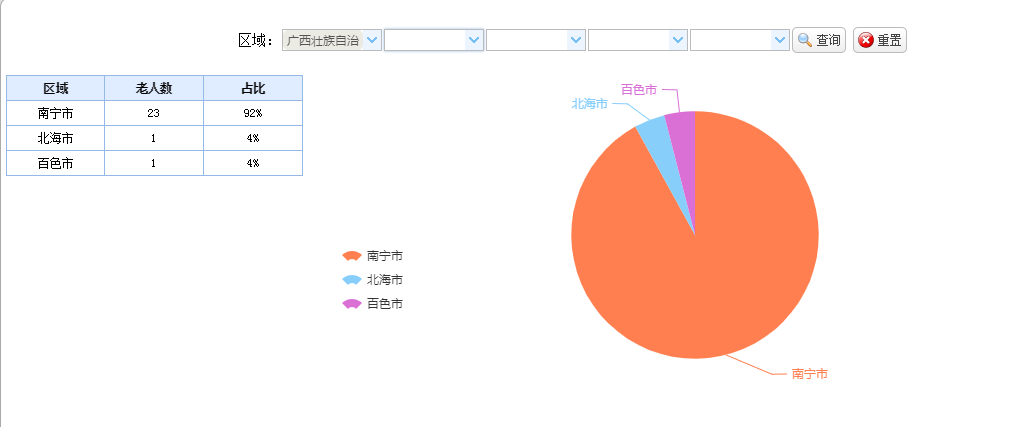 区域： 广西壮族自治 查询 重置
区域 老人数 占比
南宁市 23 92%
北海市 1 4%
百色市 1 4%
百色市
北海市
南宁市
北海市
百色市
南宁市